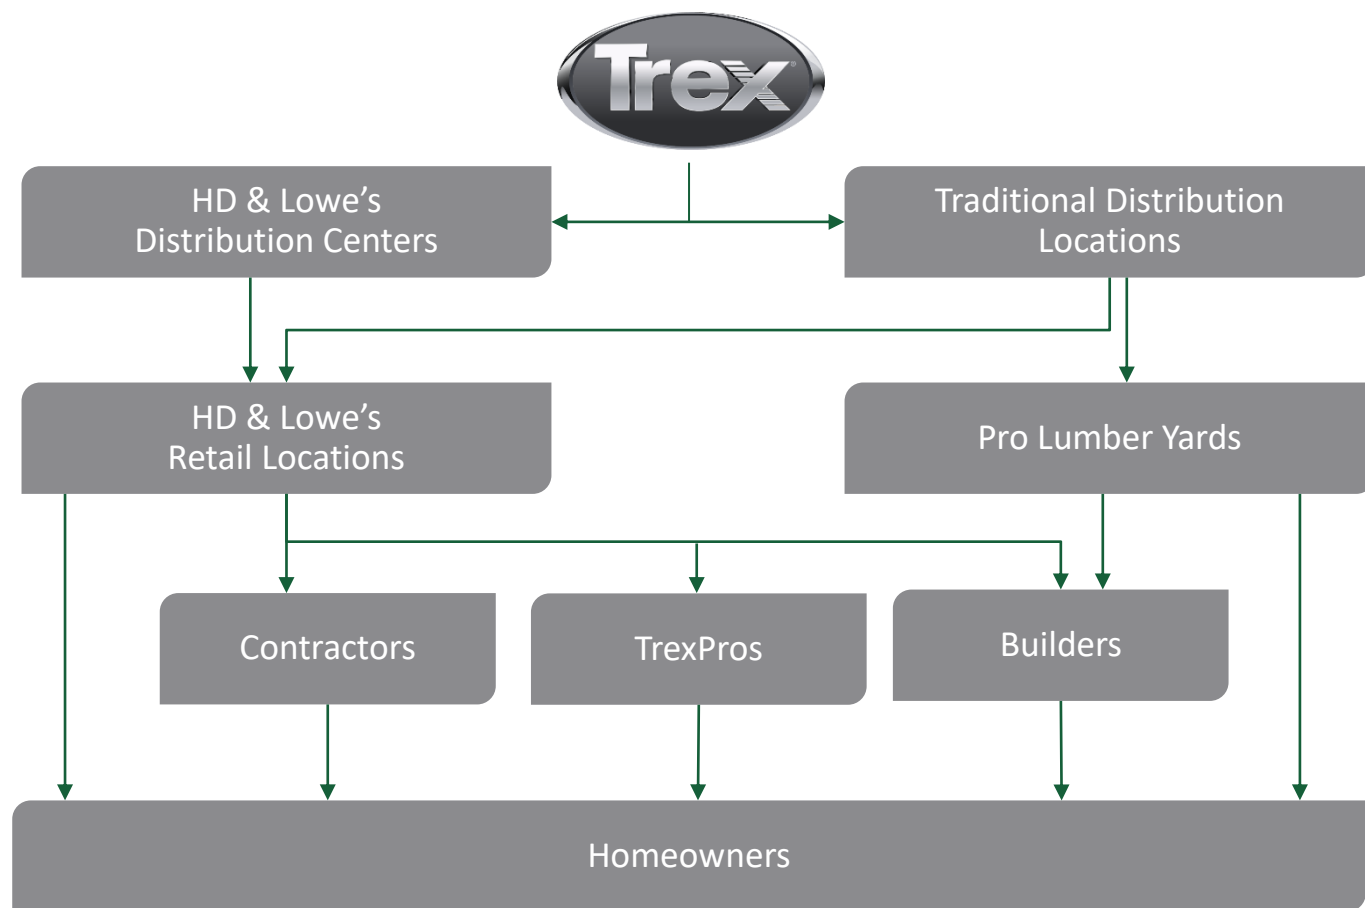 Trex
HD & Lowe’s
Distribution Centers
Traditional Distribution
Locations
HD & Lowe’s
Retail Locations
Pro Lumber Yards
Contractors
TrexPros
Builders
Homeowners